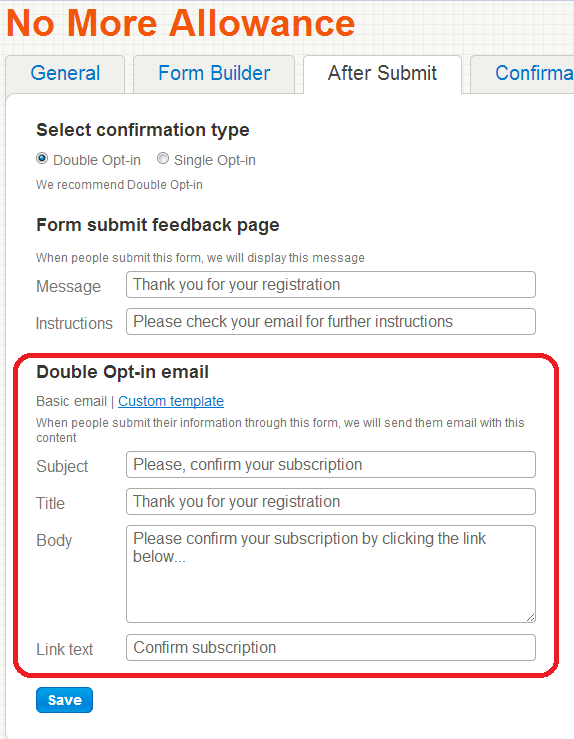 No More Allowance
General Form Builder After Submit Confirma
Select confirmation type
Double Opt-in Single Opt-in
We recommend Double Opt-in
Form submit feedback page
When people submit this form, we will display this message
Message Thank you for your registration
Instructions Please check your email for further instructions
Double Opt-in email
Basic email | Custom template
When people submit their information through this form, we will send them email with this
content
Subject Please, confirm your subscription
Title Thank you for your registration
Body Please confirm your subscription by clicking the link
below...
Link text Confirm subscription
Save